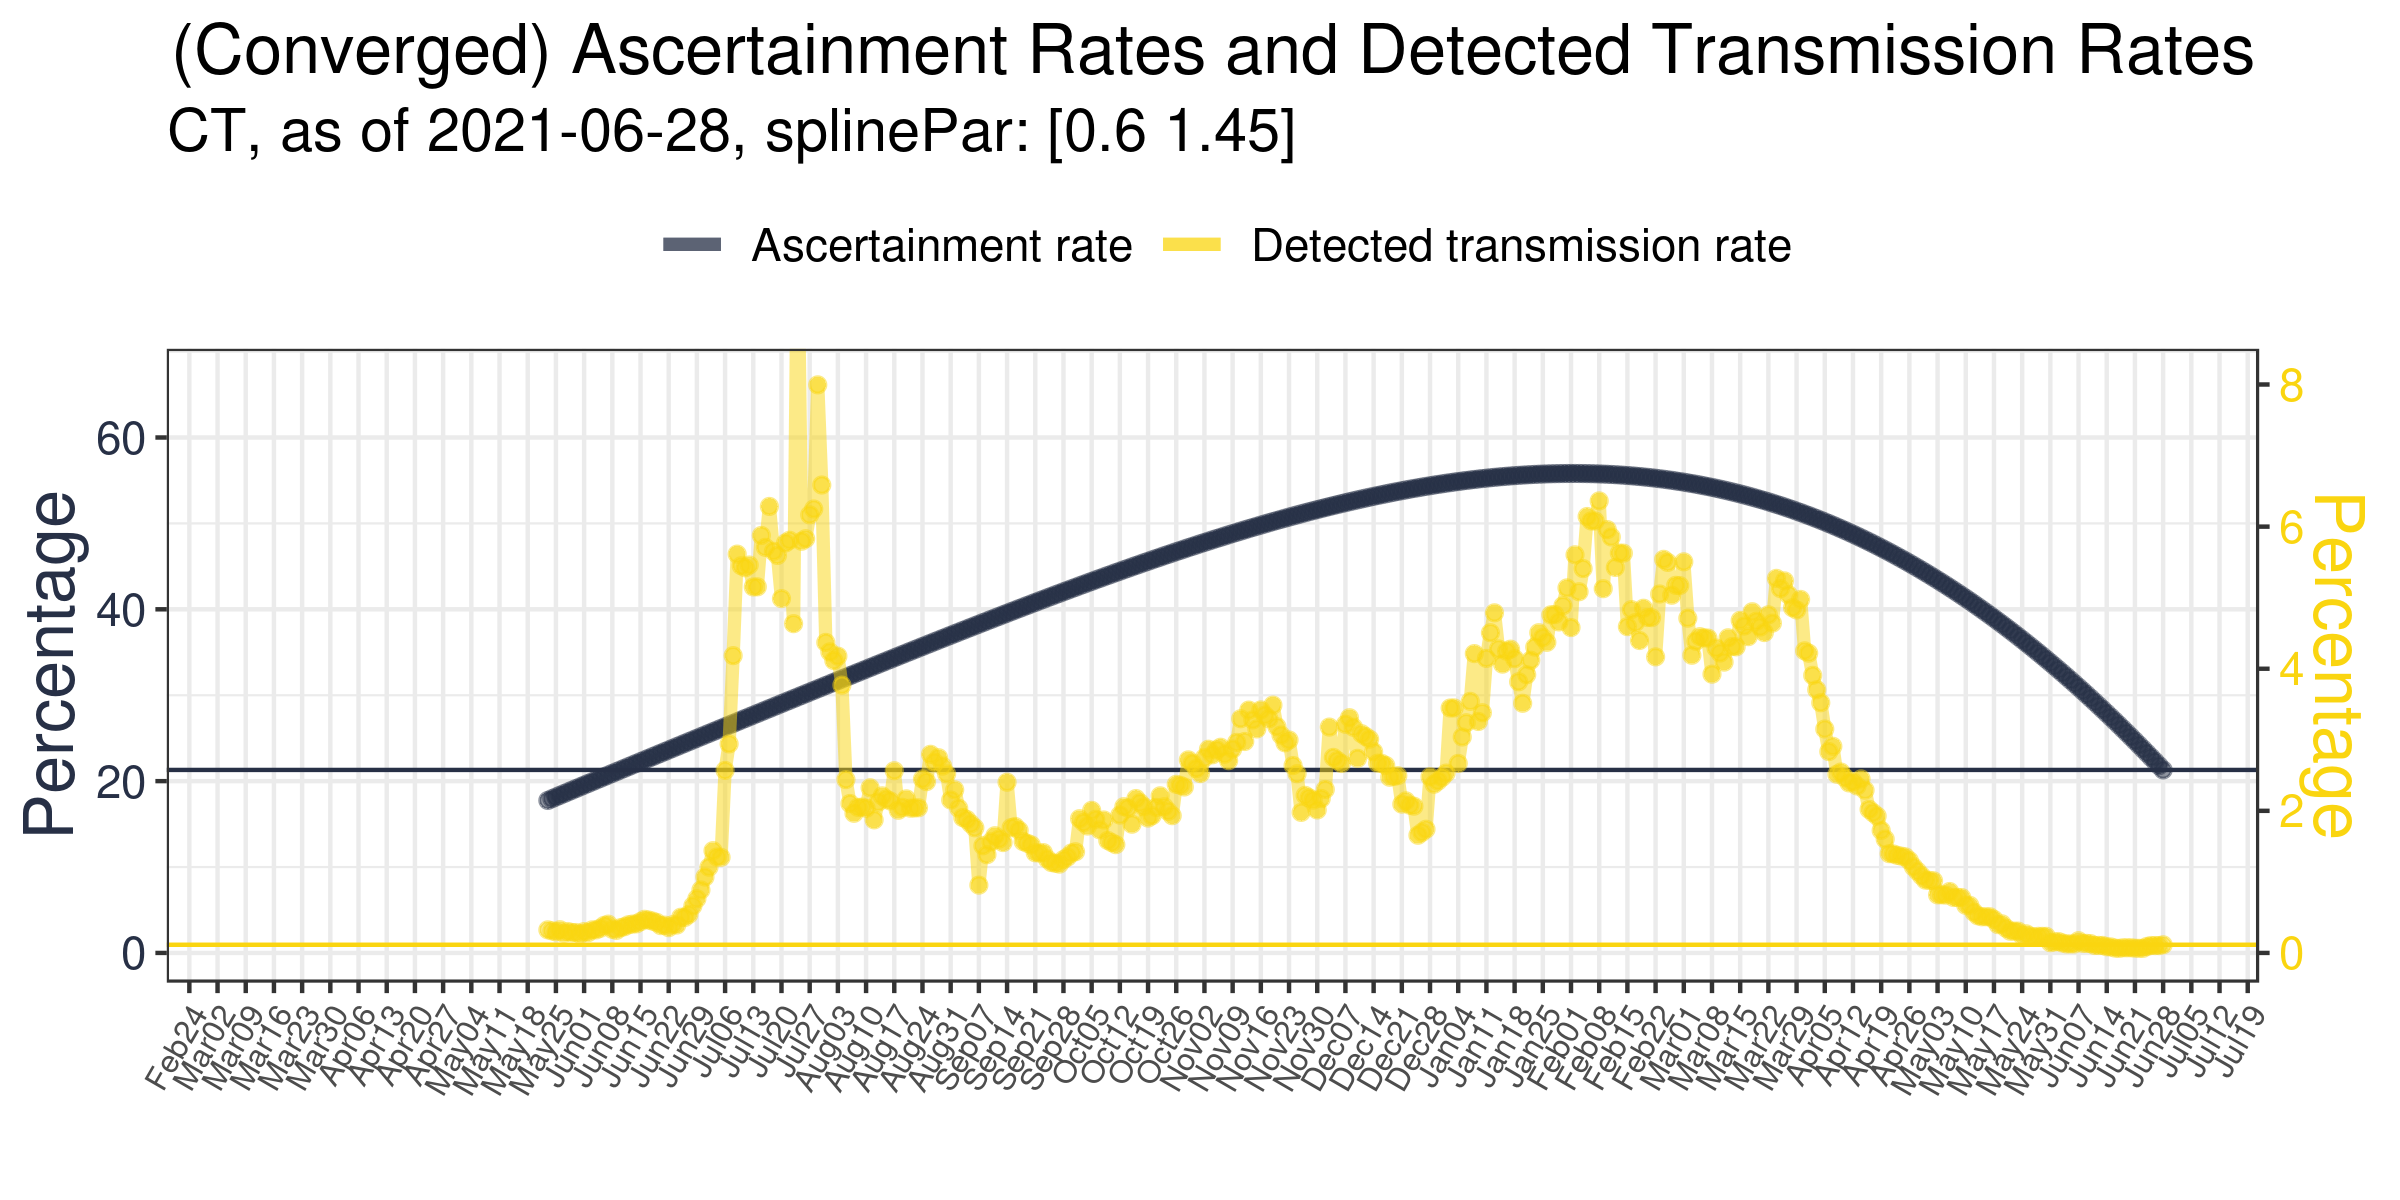 (Converged) Ascertainment Rates and Detected Transmission Rates
CT, as of 2021-06-28, splinePar: [0.6 1.45]
Ascertainment rate Detected transmission rate
Percentage
60
40
20
0
8
6
4
2
0
Percentage
Feb24 Mar02 Mar09 Mar16 Mar23 Mar30 Apr06 Apr13 Apr20 Apr27 May04 May11 May18 May25 Jun01 Jun08 Jun15 Jun22 Jun29 Jul06 Jul13 Jul20 Jul27 Aug03 Aug10 Aug17 Aug24 Aug31 Sep07 Sep14 Sep21 Sep28 Oct05 Oct12 Oct19 Oct26 Nov02 Nov09 Nov16 Nov23 Nov30 Dec07 Dec14 Dec21 Dec28 Jan04 Jan11 Jan18 Jan25 Feb01 Feb08 Feb15 Feb22 Mar01 Mar08 Mar15 Mar22 Mar29 Apr05 Apr12 Apr19 Apr26 May03 May10 May17 May24 May31 Jun07 Jun14 Jun21 Jun28 Jul05 Jul12 Jul19